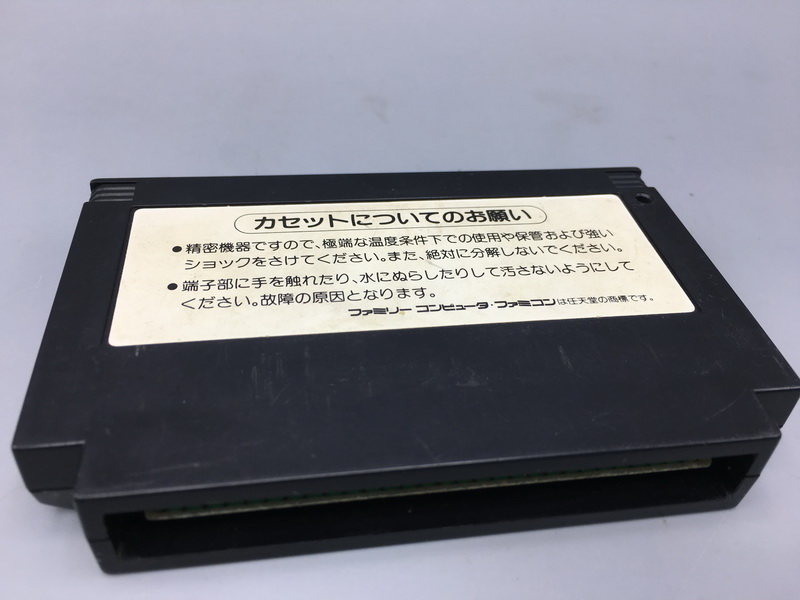 カセットについてのお願い
●精密機器ですので、極端な温度条件下での使用や保管および強い
ショックをさけてください。また、絶対に分解しないでください。
●端子部に手を触れたり、水にぬらしたりして汚さないようにして
ください。故障の原因となります。
ファミリー コンピュータ・ファミコンは任天堂の商標です。